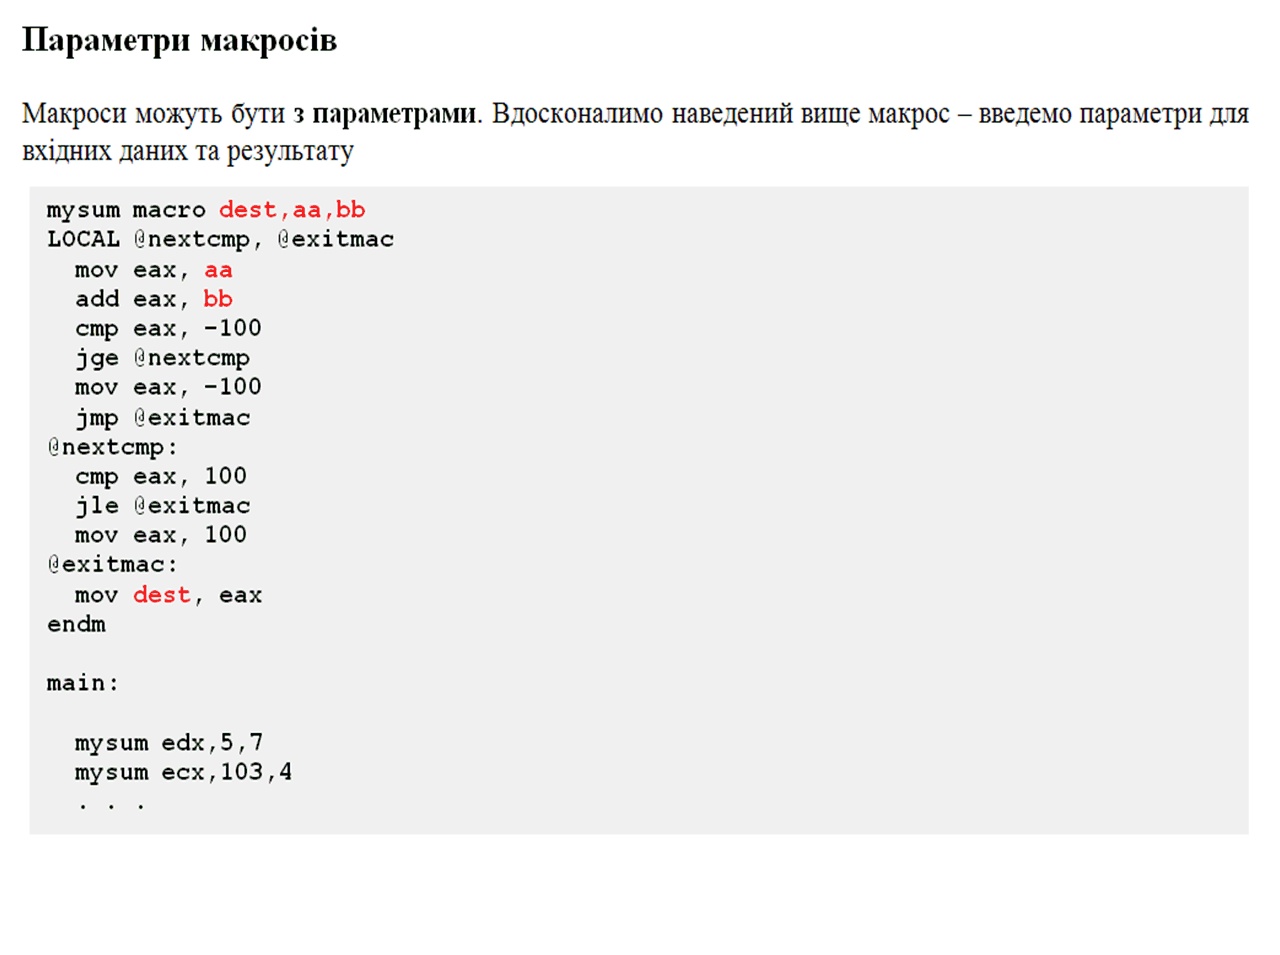 Параметри макросів
Макроси можуть бути з параметрами. Вдосконалимо наведений вище макрос – введемо параметри для
вхідних даних та результату
mysum macro dest,aa,bb
LOCAL @nextcmp, @exitmac
  mov eax, aa
  add eax, bb
  cmp eax, -100
  jge @nextcmp
  mov eax, -100
  jmp @exitmac
@nextcmp:
  cmp eax, 100
  jle @exitmac
  mov eax, 100
@exitmac:
  mov dest, eax
endm
main:
  mysum edx,5,7
  mysum ecx,103,4
  . . .